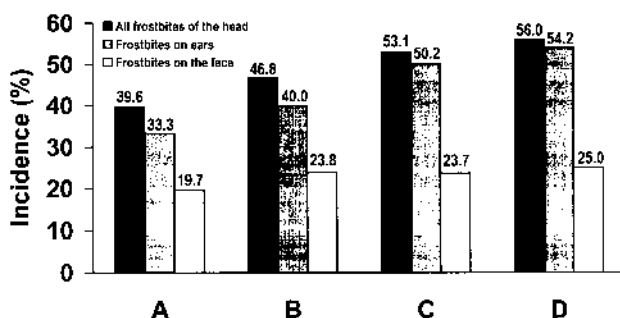 Incidence (%)
60
50
40
30
20
10
0
All frostbites of the head
Frostbites on ears
Frostbites on the face
39.6
33.3
19.7
46.8
40.0
23.8
53.1
50.2
23.7
56.0
54.2
25.0
A
B
C
D